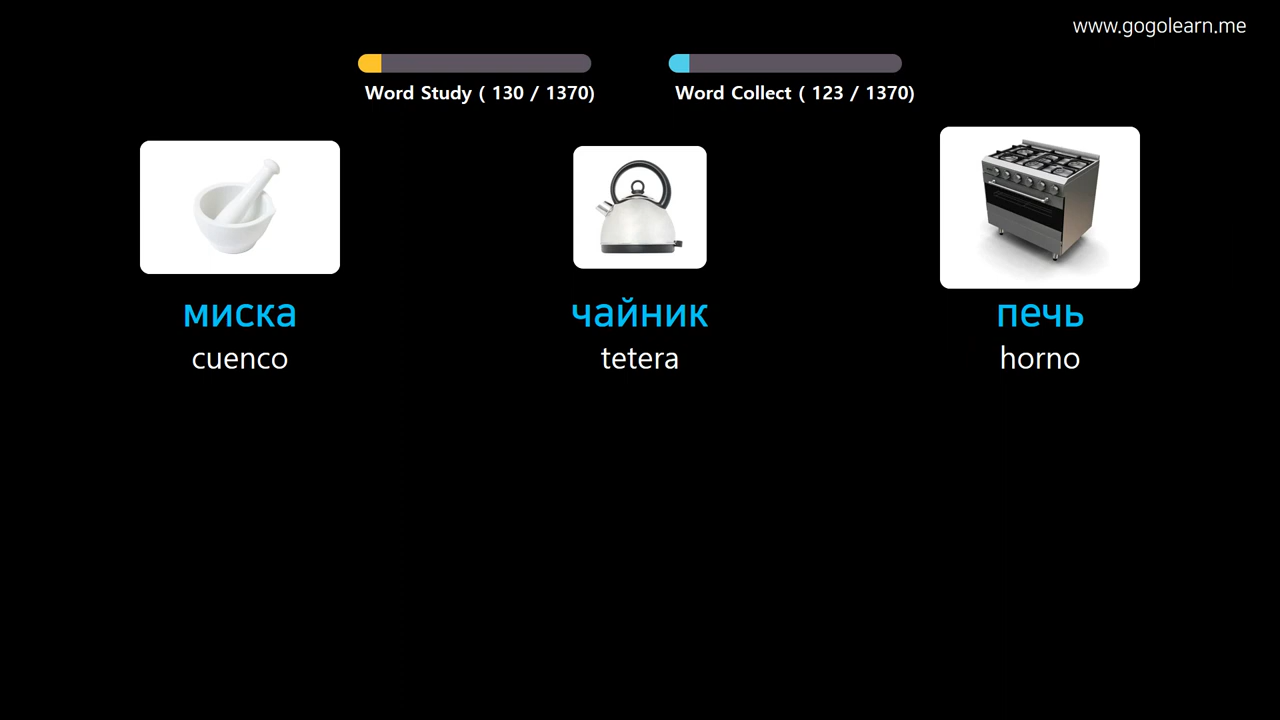 www.gogolearn.me
Word Study ( 130 / 1370)
Word Collect ( 123 / 1370)
миска
cuenco
чайник
tetera
печь
horno